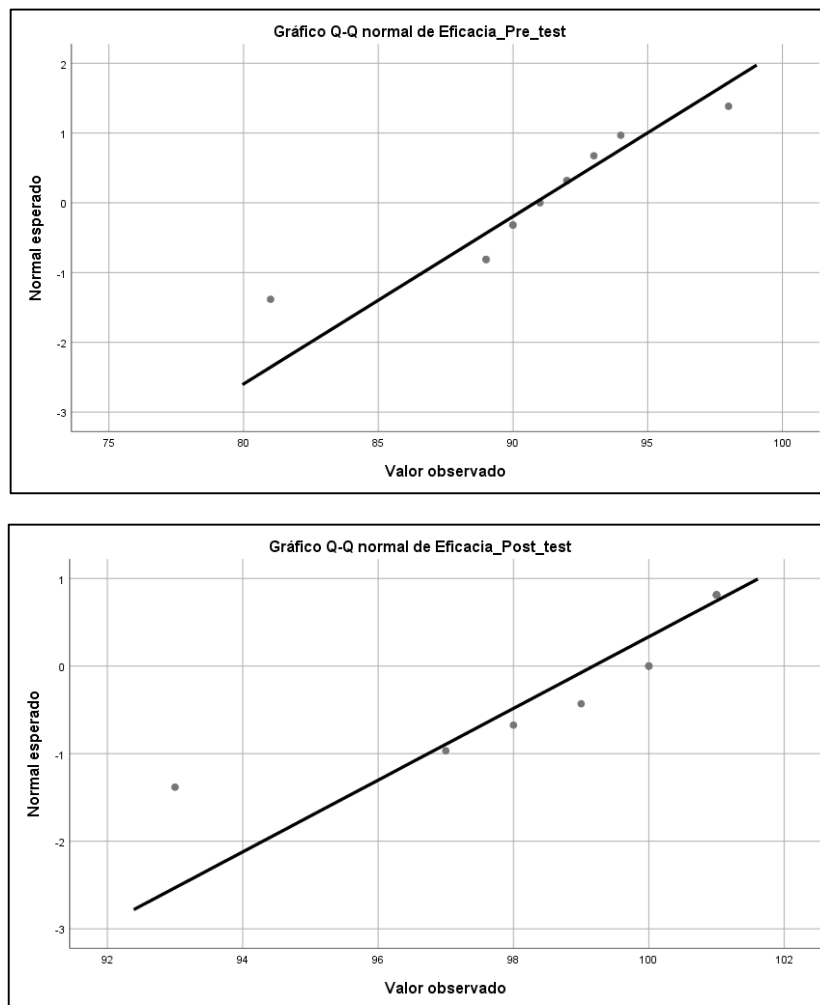 Gráfico Q-Q normal de Eficacia_Pre_test
2
1
0
-1
-2
-3
Normal esperado
75 80 85 90 95 100
Valor observado
Gráfico Q-Q normal de Eficacia_Post_test
1
0
-1
-2
-3
Normal esperado
92 94 96 98 100 102
Valor observado